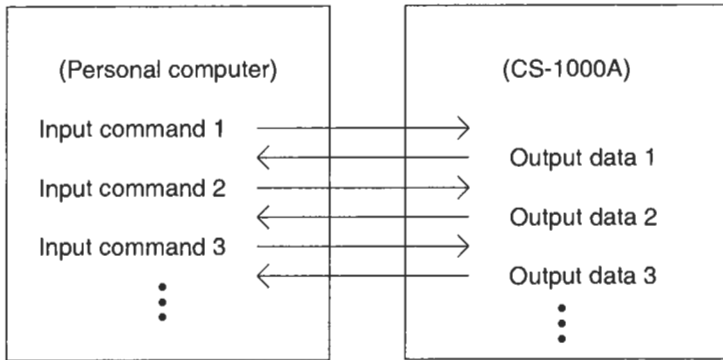 (Personal computer)
(CS-1000A)
Input command 1
Output data 1
Input command 2
Output data 2
Input command 3
Output data 3